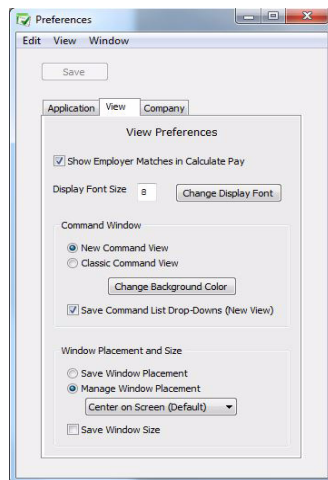 Preferences
Edit View Window
Save
Application View Company
View Preferences
Show Employer Matches in Calculate Pay
Display Font Size 8 Change Display Font
Command Window
New Command View
Classic Command View
Change Background Color
Save Command List Drop-Downs (New View)
Window Placement and Size
Save Window Placement
Manage Window Placement
Center on Screen (Default)
Save Window Size